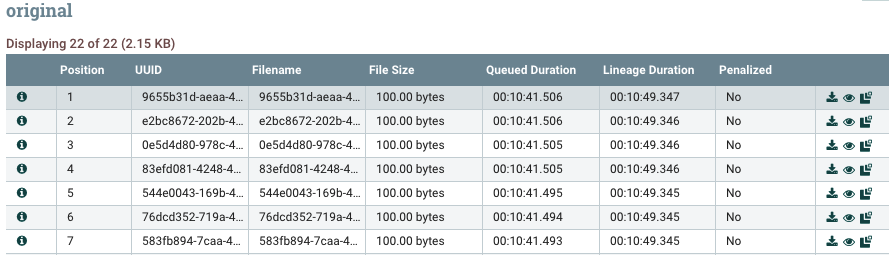 original
Displaying 22 of 22 (2.15 KB)
Position UUID Filename File Size Queued Duration Lineage Duration Penalized
1 9655b31d-aeaa-4... 9655b31d-aeaa-4... 100.00 bytes 00:10:41.506 00:10:49.347 No
2 e2bc8672-202b-4... e2bc8672-202b-4... 100.00 bytes 00:10:41.506 00:10:49.346 No
3 0e5d4d80-978c-4... 0e5d4d80-978c-4... 100.00 bytes 00:10:41.505 00:10:49.346 No
4 83efd081-4248-4... 83efd081-4248-4... 100.00 bytes 00:10:41.505 00:10:49.346 No
5 544e0043-169b-4... 544e0043-169b-4... 100.00 bytes 00:10:41.495 00:10:49.345 No
6 76dcd352-719a-4... 76dcd352-719a-4... 100.00 bytes 00:10:41.494 00:10:49.345 No
7 583fb894-7caa-4... 583fb894-7caa-4... 100.00 bytes 00:10:41.493 00:10:49.345 No